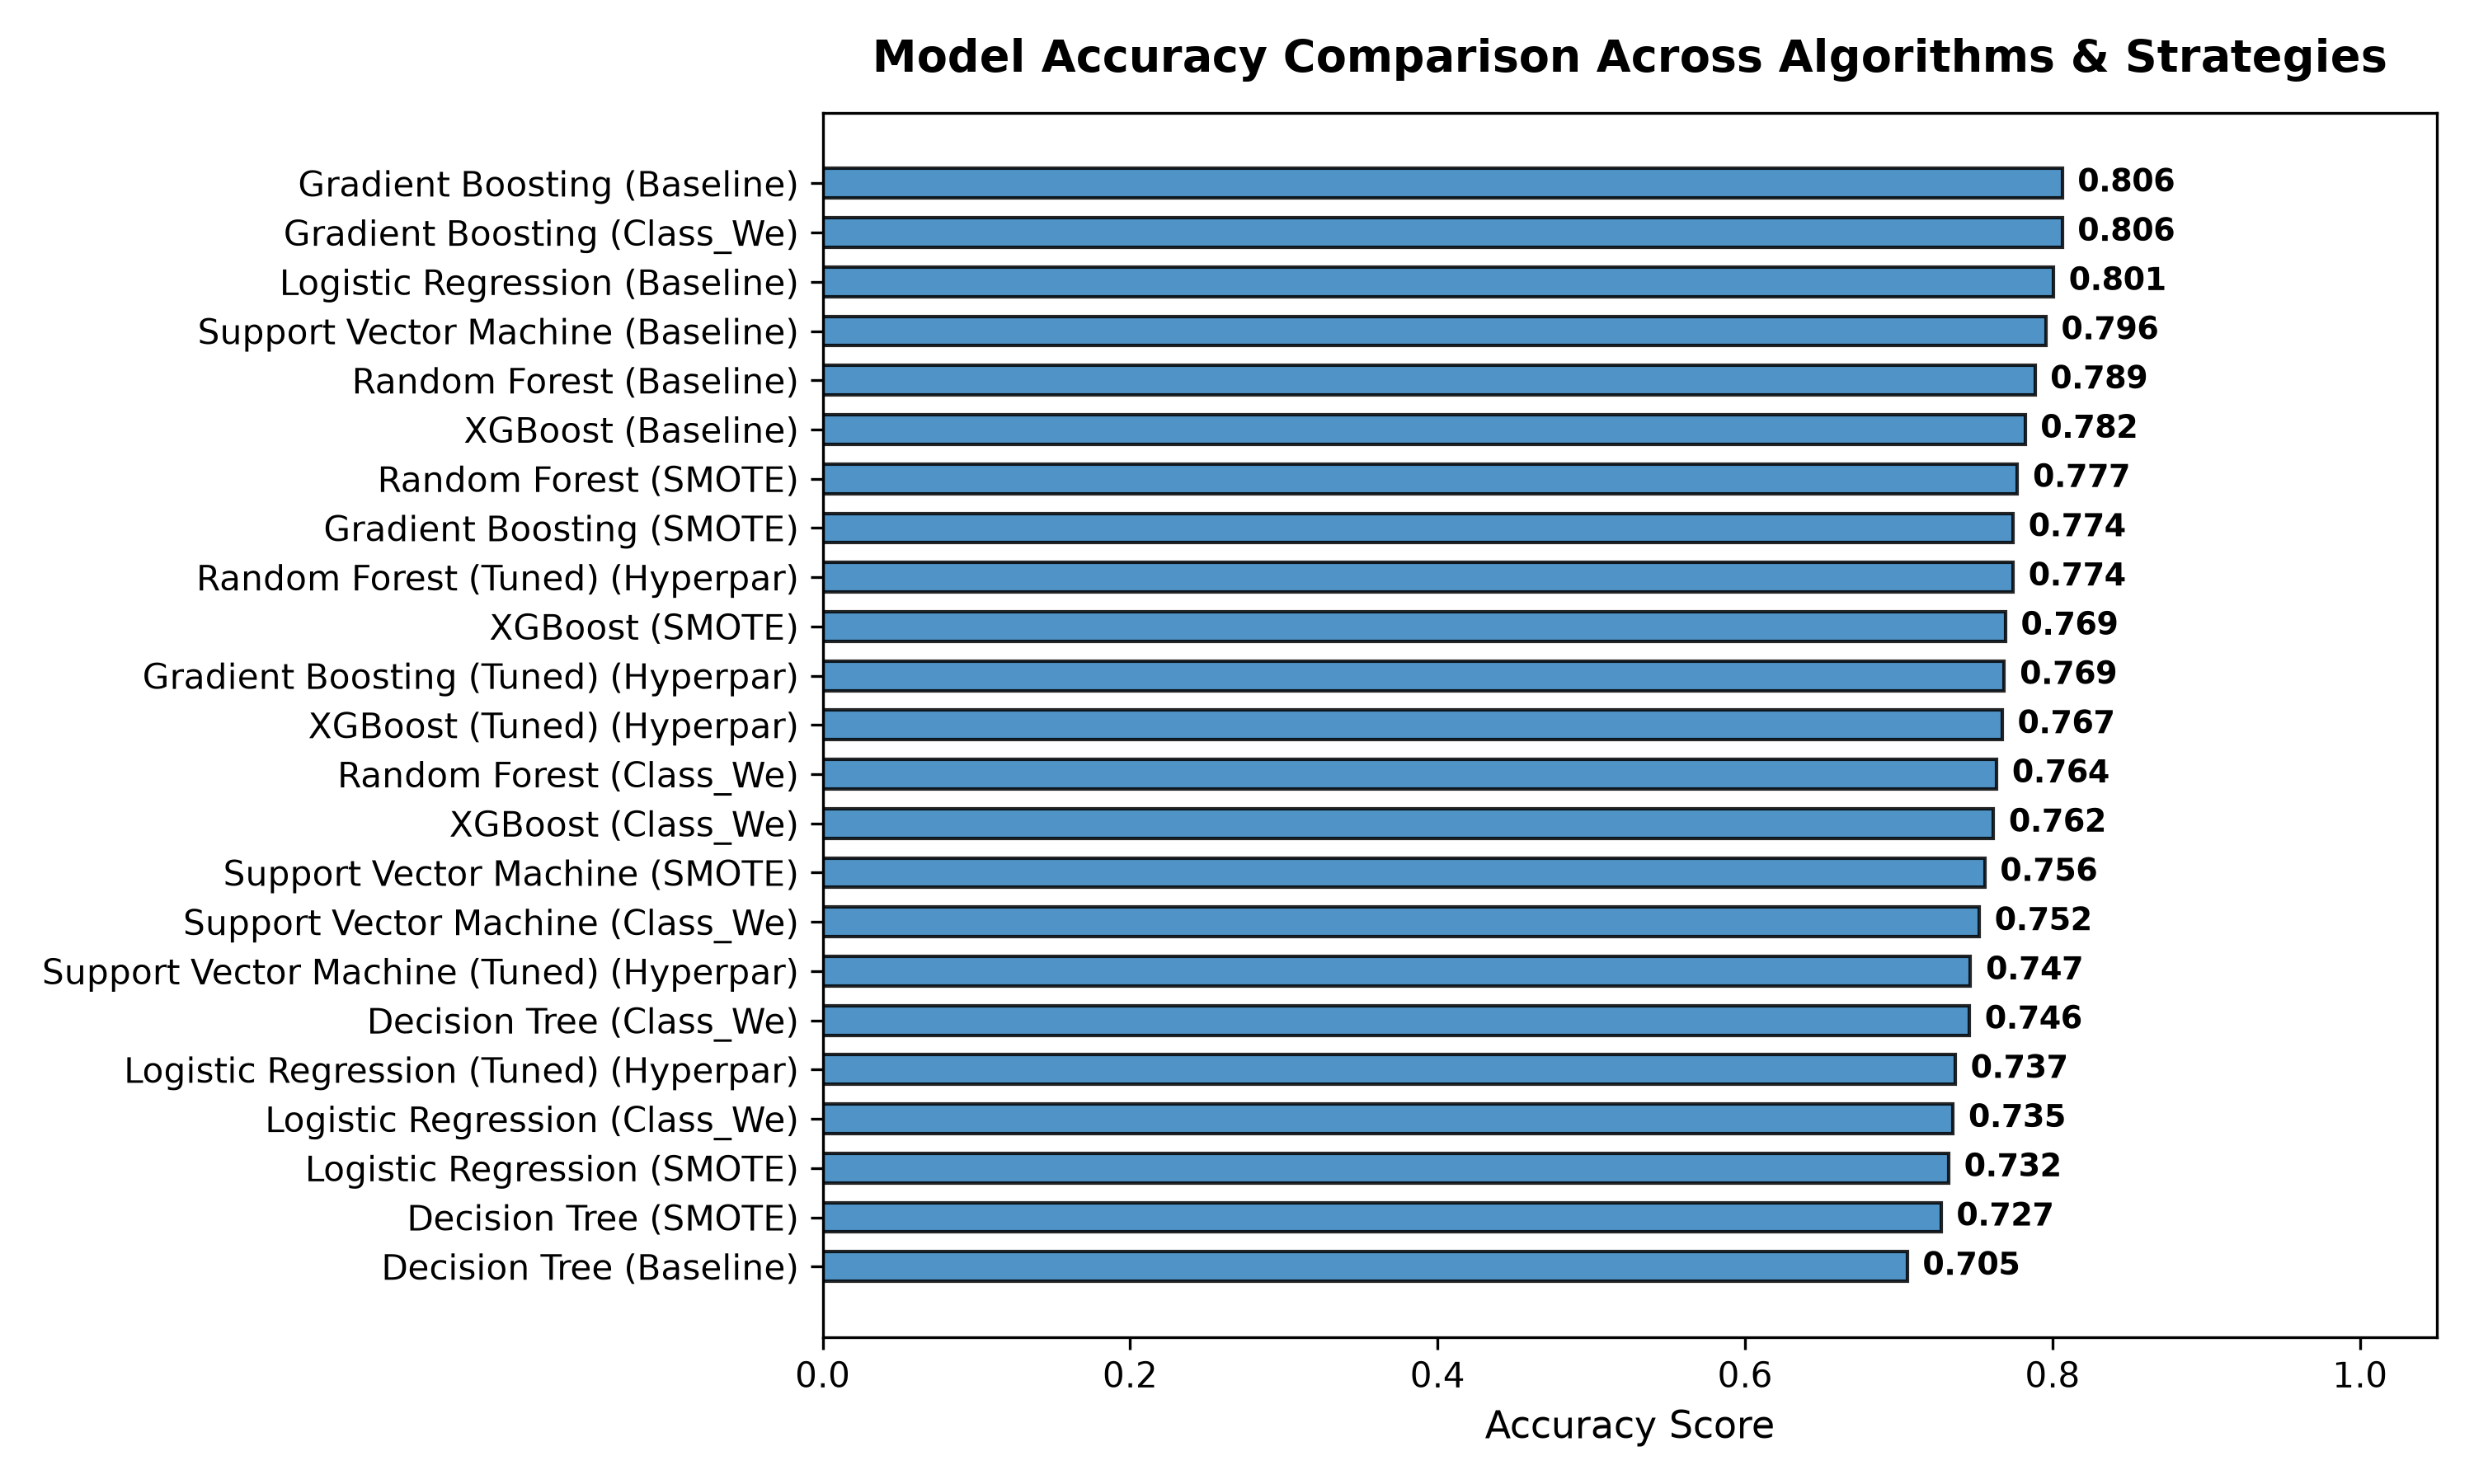 Model Accuracy Comparison Across Algorithms & Strategies
Gradient Boosting (Baseline) 0.806
Gradient Boosting (Class_We) 0.806
Logistic Regression (Baseline) 0.801
Support Vector Machine (Baseline) 0.796
Random Forest (Baseline) 0.789
XGBoost (Baseline) 0.782
Random Forest (SMOTE) 0.777
Gradient Boosting (SMOTE) 0.774
Random Forest (Tuned) (Hyperpar) 0.774
XGBoost (SMOTE) 0.769
Gradient Boosting (Tuned) (Hyperpar) 0.769
XGBoost (Tuned) (Hyperpar) 0.767
Random Forest (Class_We) 0.764
XGBoost (Class_We) 0.762
Support Vector Machine (SMOTE) 0.756
Support Vector Machine (Class_We) 0.752
Support Vector Machine (Tuned) (Hyperpar) 0.747
Decision Tree (Class_We) 0.746
Logistic Regression (Tuned) (Hyperpar) 0.737
Logistic Regression (Class_We) 0.735
Logistic Regression (SMOTE) 0.732
Decision Tree (SMOTE) 0.727
Decision Tree (Baseline) 0.705
0.0 0.2 0.4 0.6 0.8 1.0
Accuracy Score